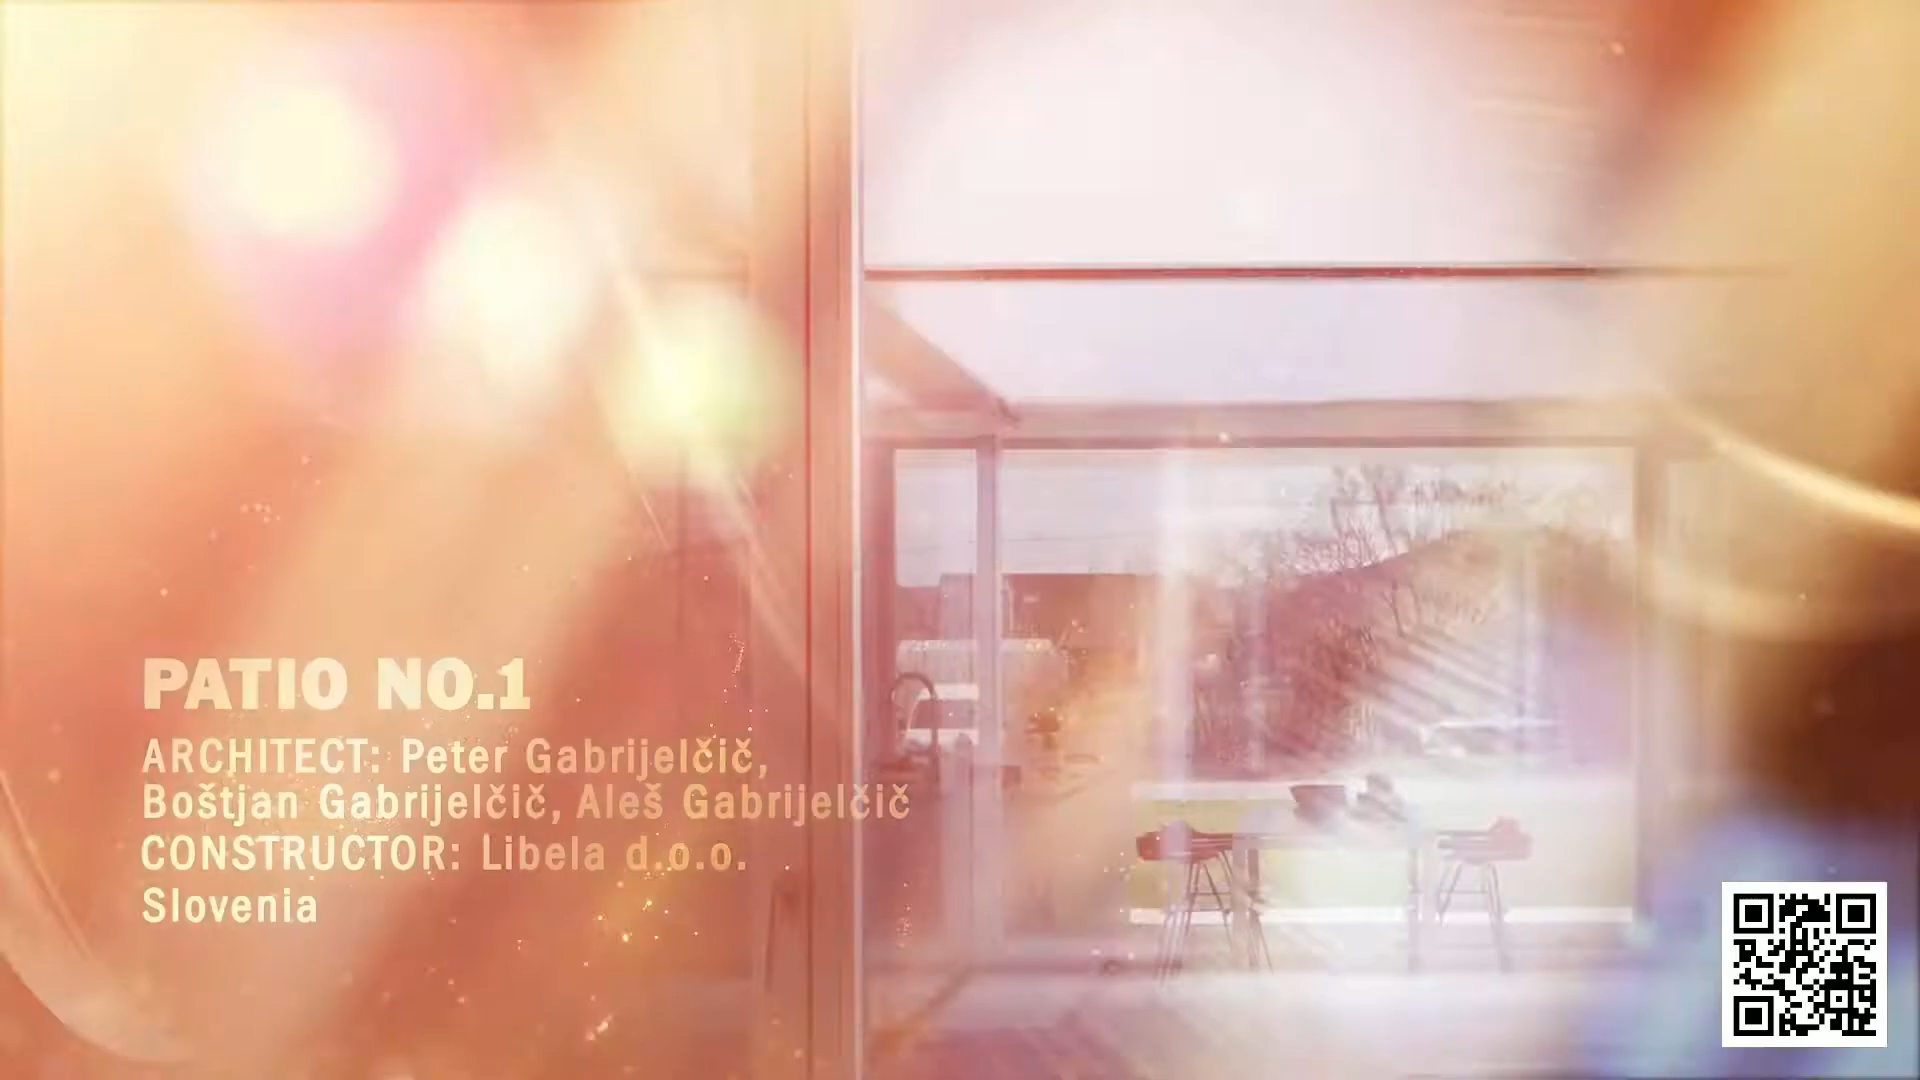 PATIO NO.1
ARCHITECT: Peter Gabrijelčič,
Boštjan Gabrijelčič, Aleš Gabrijelčič
CONSTRUCTOR: Libela d.o.o.
Slovenia